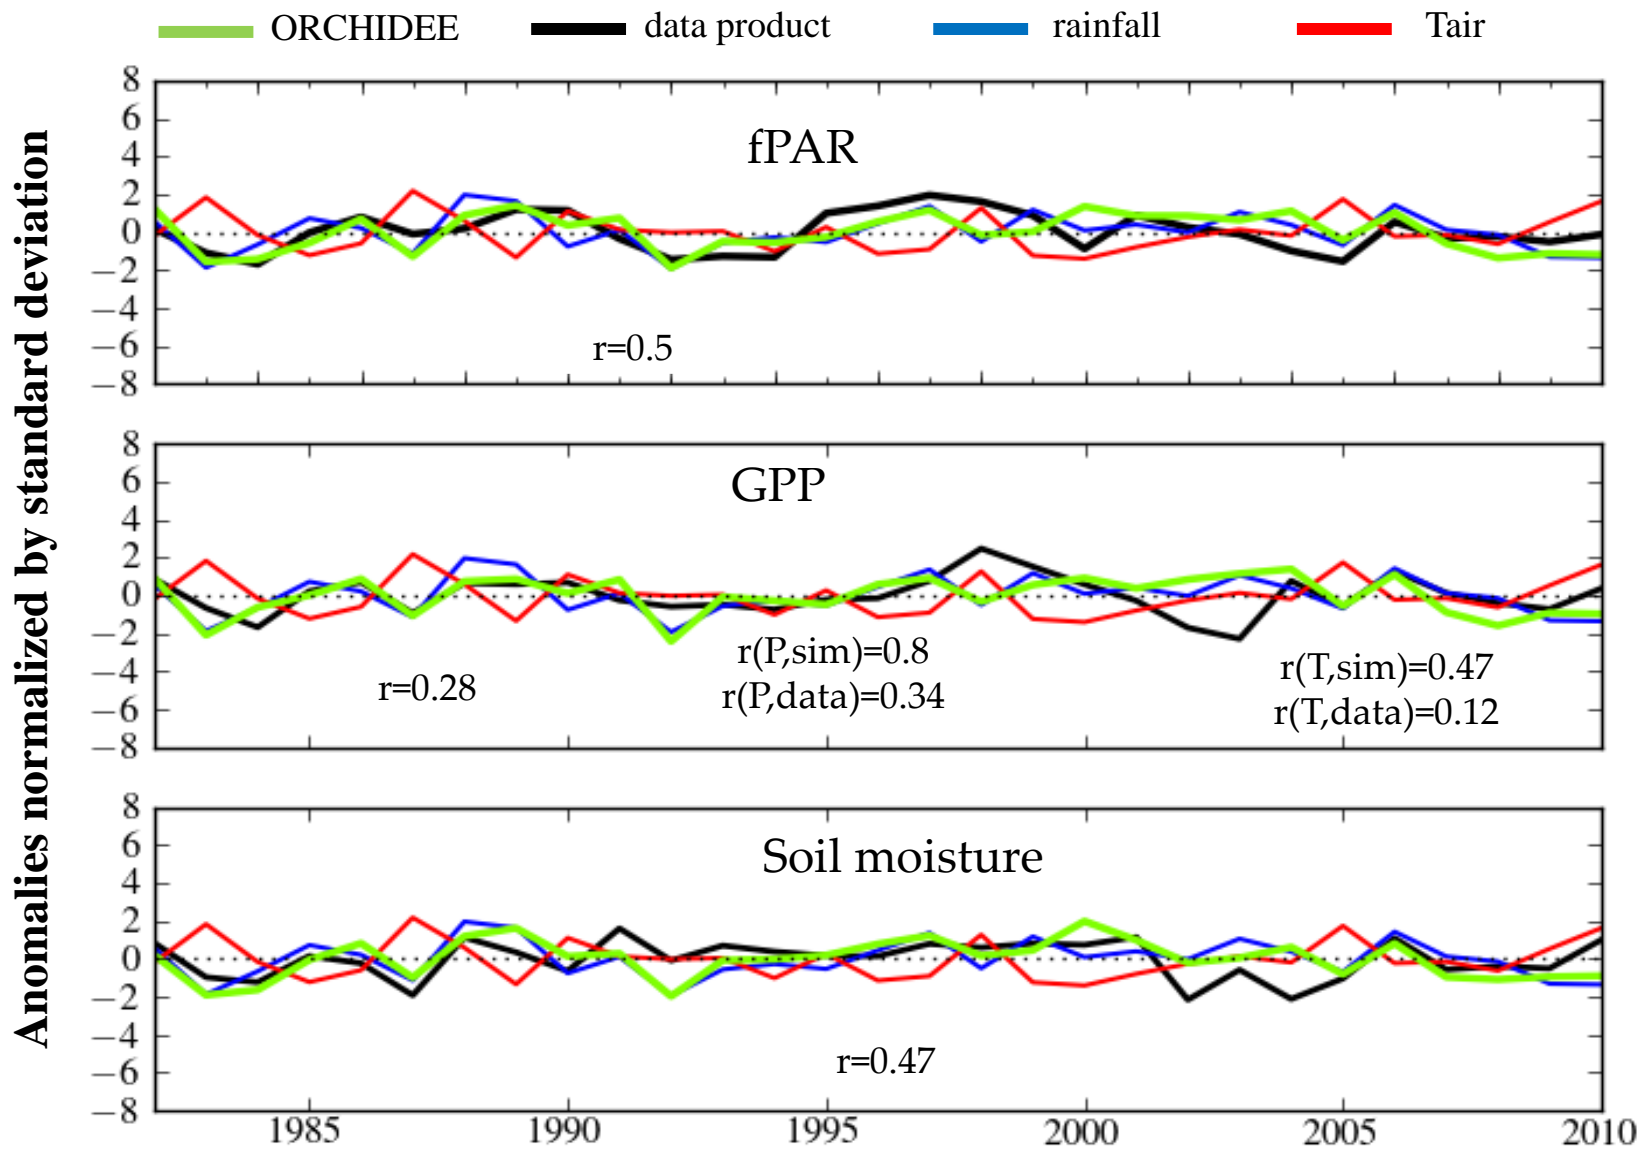 ORCHIDEE data product rainfall Tair
Anomalies normalized by standard deviation
8
6
4
2
0
−2
−4
−6
−8
fPAR
r=0.5
8
6
4
2
0
−2
−4
−6
−8
GPP
r(P,sim)=0.8
r(T,sim)=0.47
r=0.28
r(P,data)=0.34
r(T,data)=0.12
8
6
4
2
0
−2
−4
−6
−8
Soil moisture
r=0.47
1985 1990 1995 2000 2005 2010